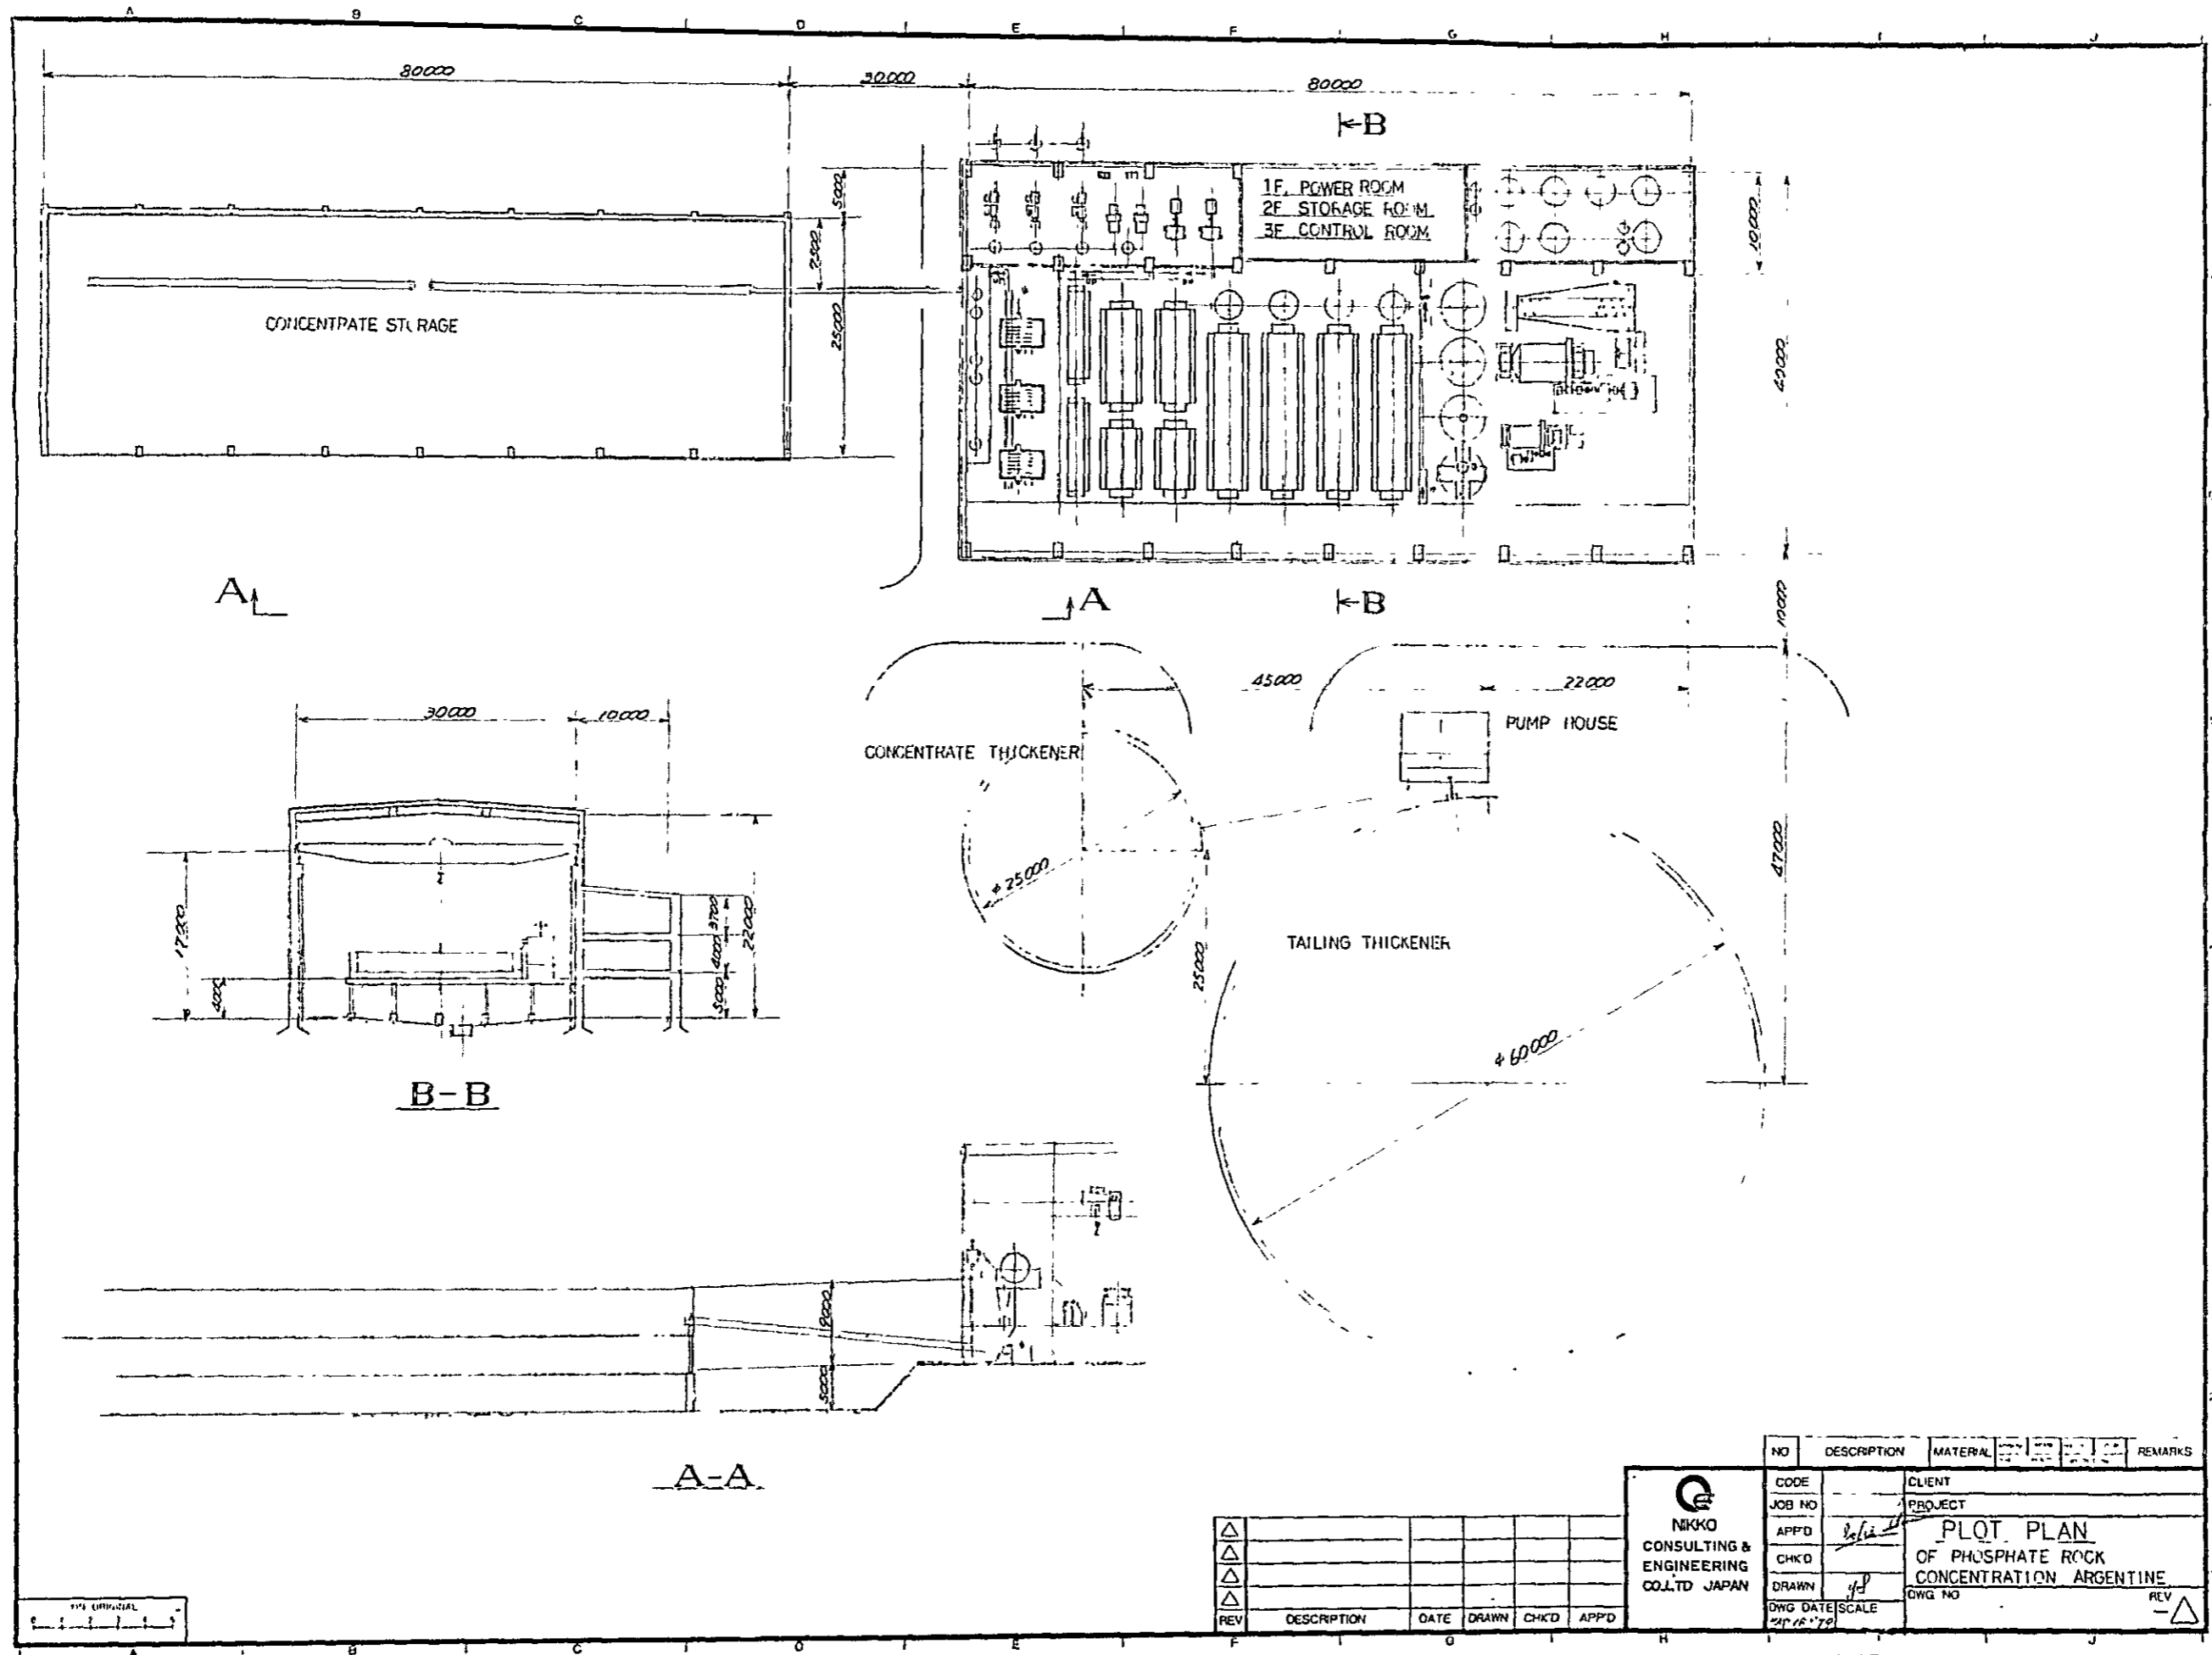 A B C D E F G H J
80000
30000
80000
B
5000
2500
25000
1F. POWER ROOM
2F STORAGE ROOM
3F CONTROL ROOM
10000
40000
CONCENTRATE STORAGE
A
A
B
10000
45000
22000
30000
10000
PUMP HOUSE
CONCENTRATE THICKENER
φ25000
47000
17000
4000
3700
4000
5000
22000
TAILING THICKENER
25000
φ60000
B-B
9000
5000
A-A
NO DESCRIPTION MATERIAL REMARKS
CODE CLIENT
JOB NO PROJECT
APP'D PLOT PLAN
CHK'D OF PHOSPHATE ROCK
CONCENTRATION ARGENTINE
DRAWN
DWG NO REV
DWG DATE SCALE
NIKKO
CONSULTING &
ENGINEERING
CO.LTD JAPAN
REV DESCRIPTION DATE DRAWN CHK'D APP'D
A B C D E F G H J